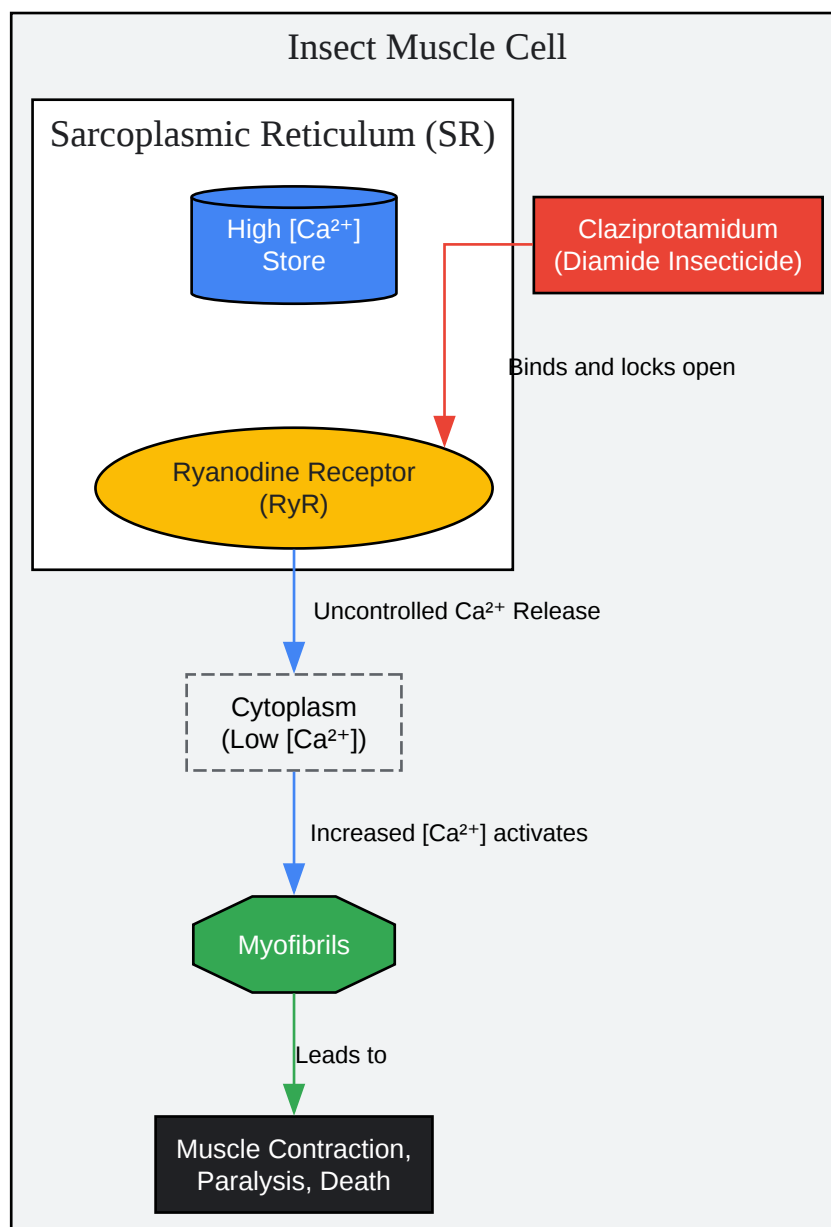 Insect Muscle Cell
Sarcoplasmic Reticulum (SR)
High [Ca²⁺]
Store
Claziprotamidum
(Diamide Insecticide)
Binds and locks open
Ryanodine Receptor
(RyR)
Uncontrolled Ca²⁺ Release
Cytoplasm
(Low [Ca²⁺])
Increased [Ca²⁺] activates
Myofibrils
Leads to
Muscle Contraction,
Paralysis, Death